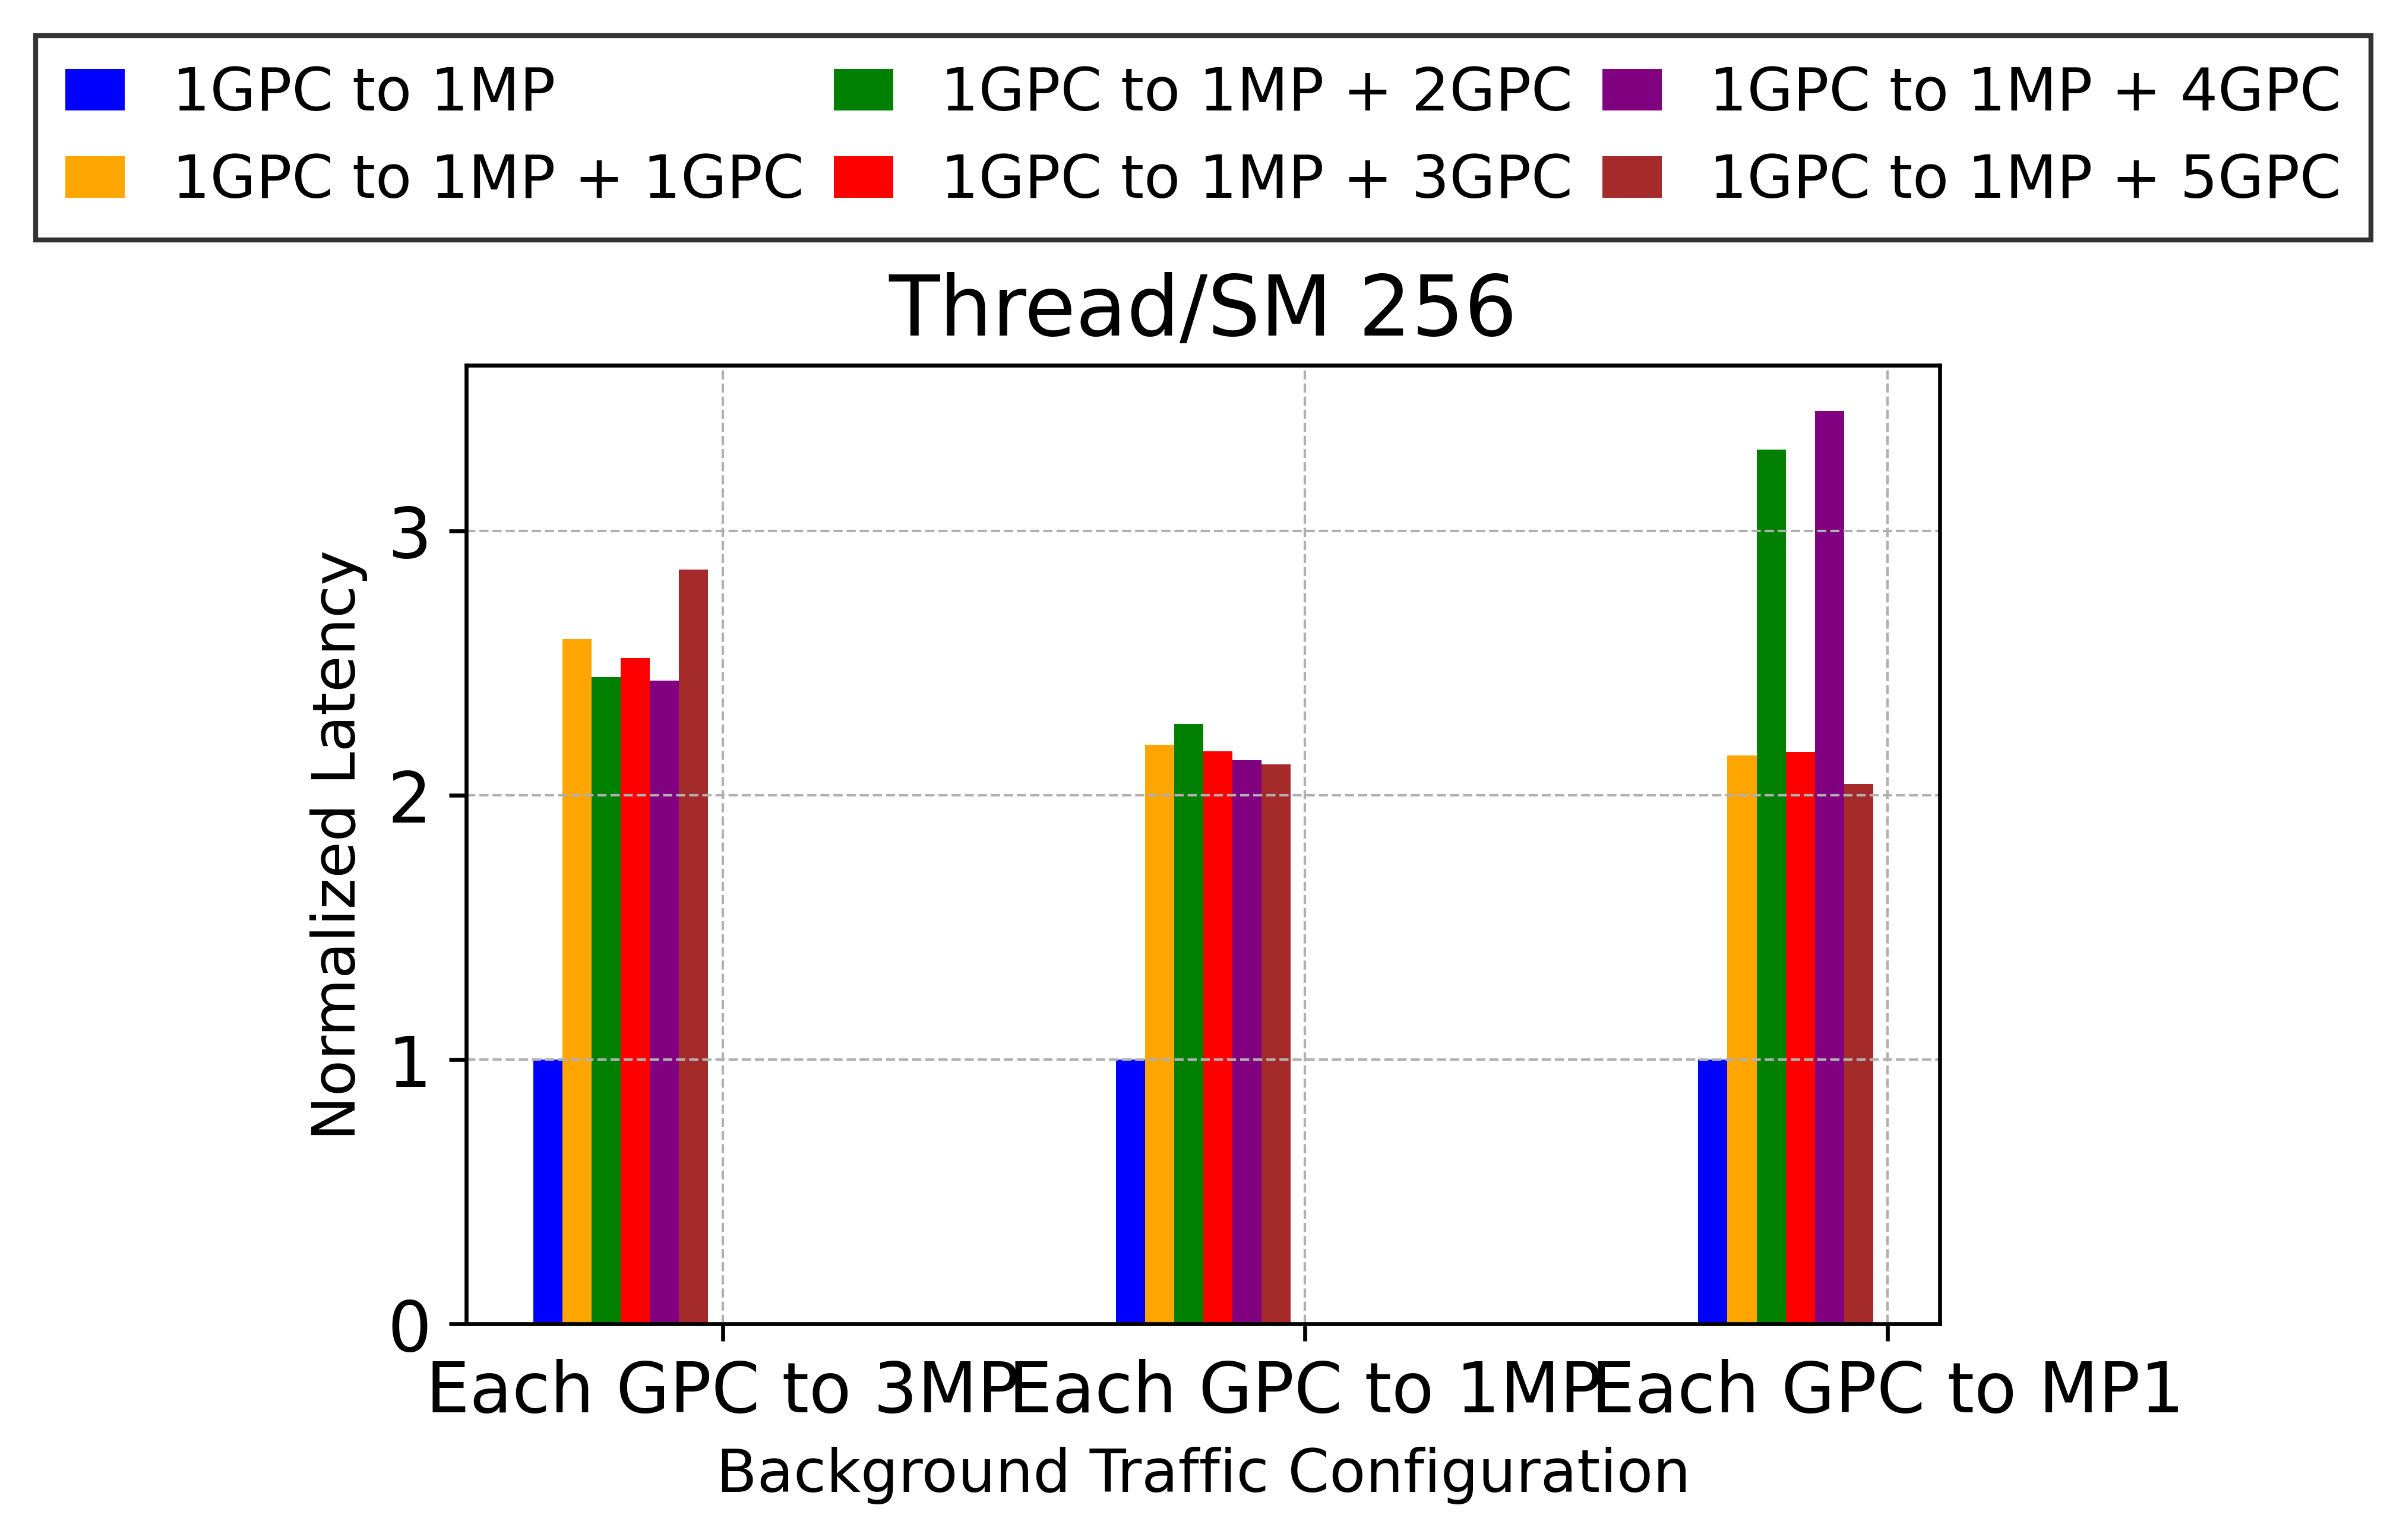 1GPC to 1MP
1GPC to 1MP + 1GPC
1GPC to 1MP + 2GPC
1GPC to 1MP + 3GPC
1GPC to 1MP + 4GPC
1GPC to 1MP + 5GPC
Thread/SM 256
Normalized Latency
3
2
1
0
Each GPC to 3MP
Each GPC to 1MP
Each GPC to MP1
Background Traffic Configuration